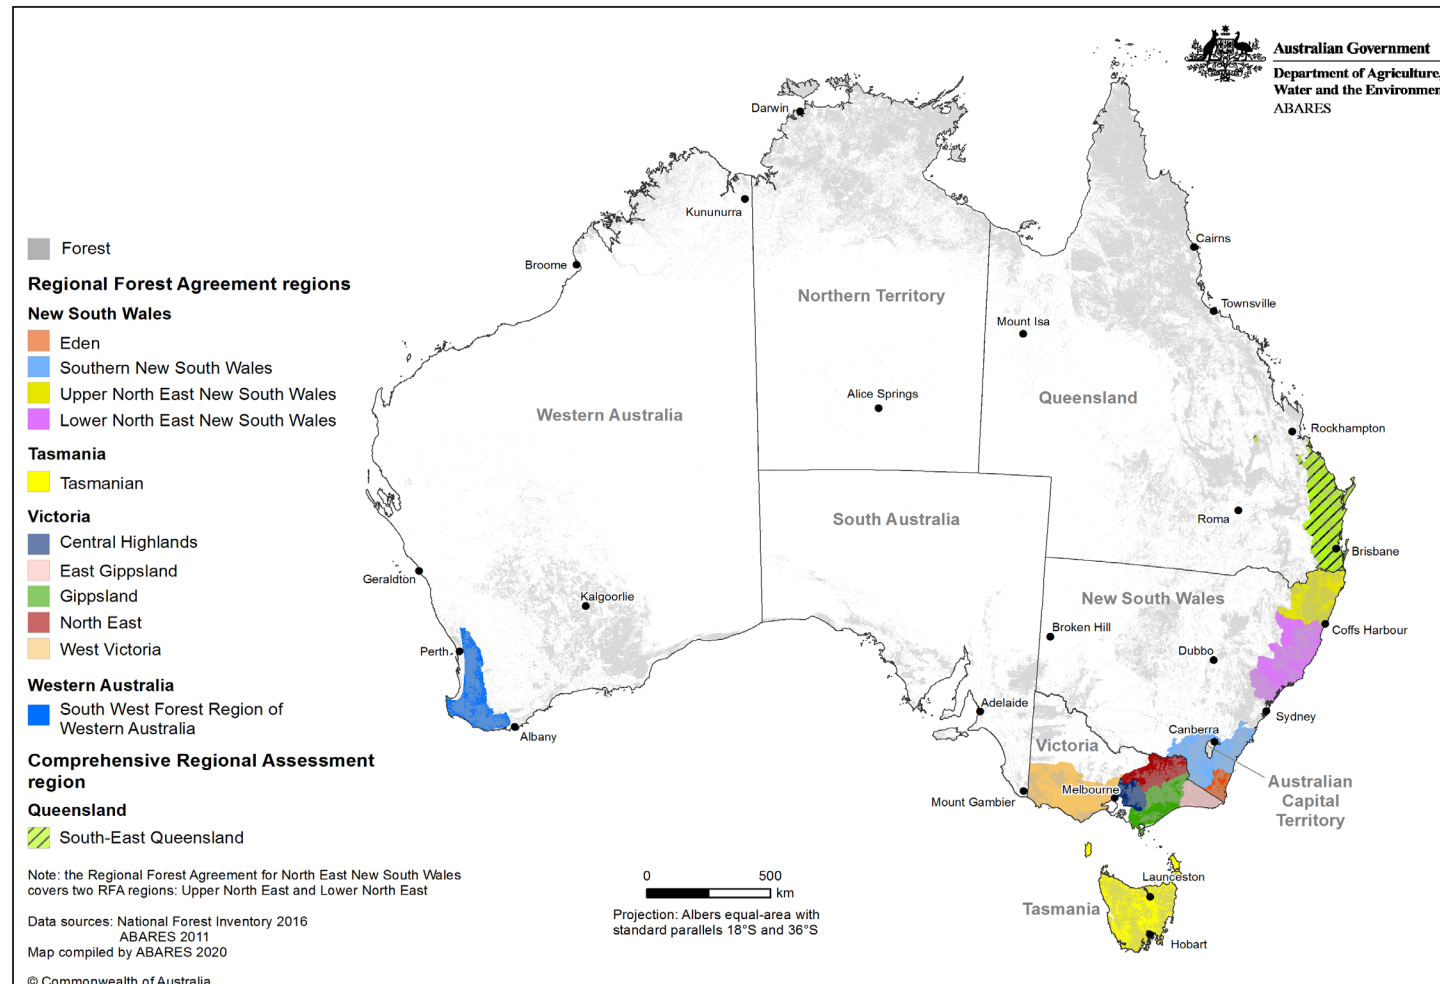 Australian Government
Department of Agriculture,
Water and the Environmen
ABARES
Darwin
Kununurra
Broome
Cairns
Townsville
Northern Territory
Mount Isa
Alice Springs
Queensland
Western Australia
Rockhampton
South Australia
Roma
Brisbane
Geraldton
Kalgoorlie
New South Wales
Broken Hill
Coffs Harbour
Perth
Dubbo
Adelaide
Sydney
Albany
Canberra
Victoria
Melbourne
Mount Gambier
Australian
Capital
Territory
Launceston
Tasmania
Hobart
Forest
Regional Forest Agreement regions
New South Wales
Eden
Southern New South Wales
Upper North East New South Wales
Lower North East New South Wales
Tasmania
Tasmanian
Victoria
Central Highlands
East Gippsland
Gippsland
North East
West Victoria
Western Australia
South West Forest Region of
Western Australia
Comprehensive Regional Assessment
region
Queensland
South-East Queensland
Note: the Regional Forest Agreement for North East New South Wales
covers two RFA regions: Upper North East and Lower North East
Data sources: National Forest Inventory 2016
ABARES 2011
Map compiled by ABARES 2020
© Commonwealth of Australia
0 500
km
Projection: Albers equal-area with
standard parallels 18°S and 36°S